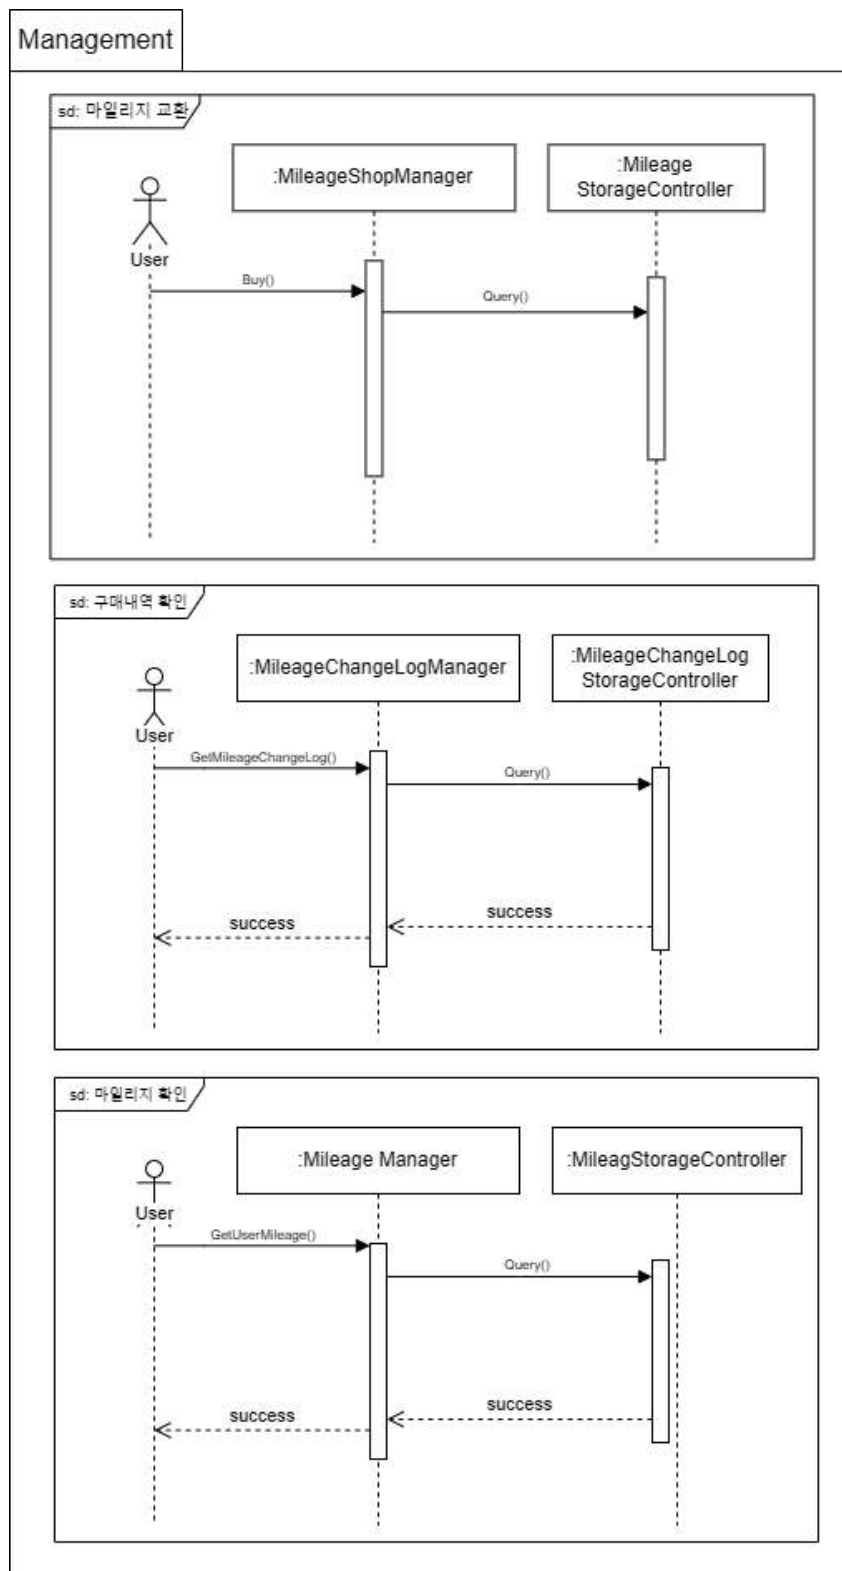 Management
sd: 마일리지 교환
:MileageShopManager
:Mileage
StorageController
User
Buy()
Query()
sd: 구매내역 확인
:MileageChangeLogManager
:MileageChangeLog
StorageController
User
GetMileageChangeLog()
Query()
success
success
sd: 마일리지 확인
:Mileage Manager
:MileagStorageController
User
GetUserMileage()
Query()
success
success